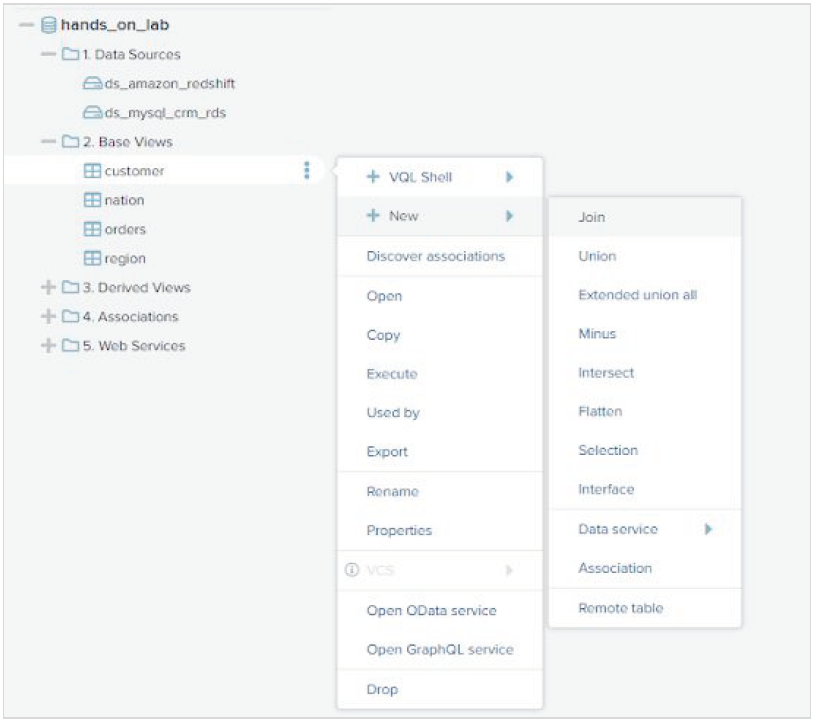 hands_on_lab
1. Data Sources
ds_amazon_redshift
ds_mysql_crm_rds
2. Base Views
customer
nation
orders
region
3. Derived Views
4. Associations
5. Web Services
VQL Shell
New
Discover associations
Open
Copy
Execute
Used by
Export
Rename
Properties
VCS
Open OData service
Open GraphQL service
Drop
Join
Union
Extended union all
Minus
Intersect
Flatten
Selection
Interface
Data service
Association
Remote table